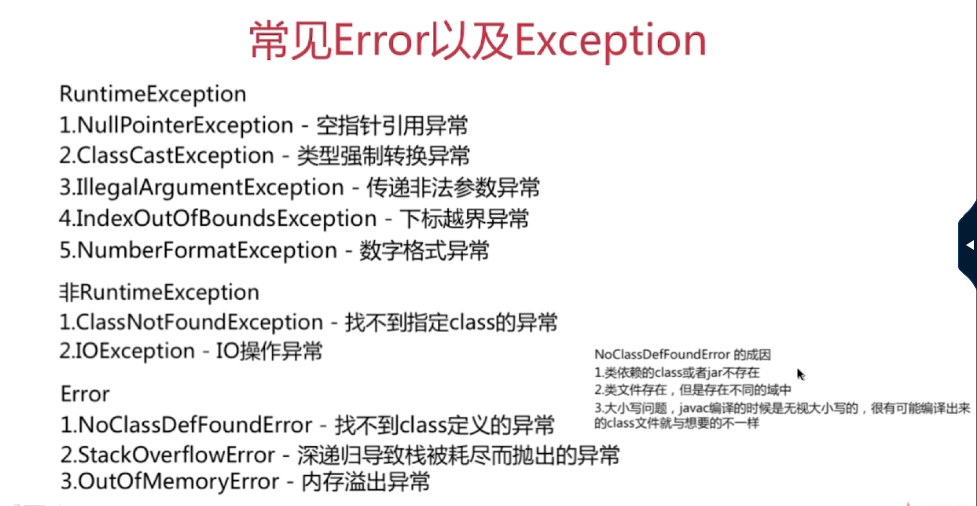 常见Error以及Exception
RuntimeException
1.NullPointerException - 空指针引用异常
2.ClassCastException - 类型强制转换异常
3.IllegalArgumentException - 传递非法参数异常
4.IndexOutOfBoundsException - 下标越界异常
5.NumberFormatException - 数字格式异常
非RuntimeException
1.ClassNotFoundException - 找不到指定class的异常
2.IOException - IO操作异常
Error
1.NoClassDefFoundError - 找不到class定义的异常
2.StackOverflowError - 深递归导致栈被耗尽而抛出的异常
3.OutOfMemoryError - 内存溢出异常
NoClassDefFoundError 的成因
1.类依赖的class或者jar不存在
2.类文件存在，但是存在不同的域中
3.大小写问题，javac编译的时候是无视大小写的，很有可能编译出来
的class文件就与想要的不一样